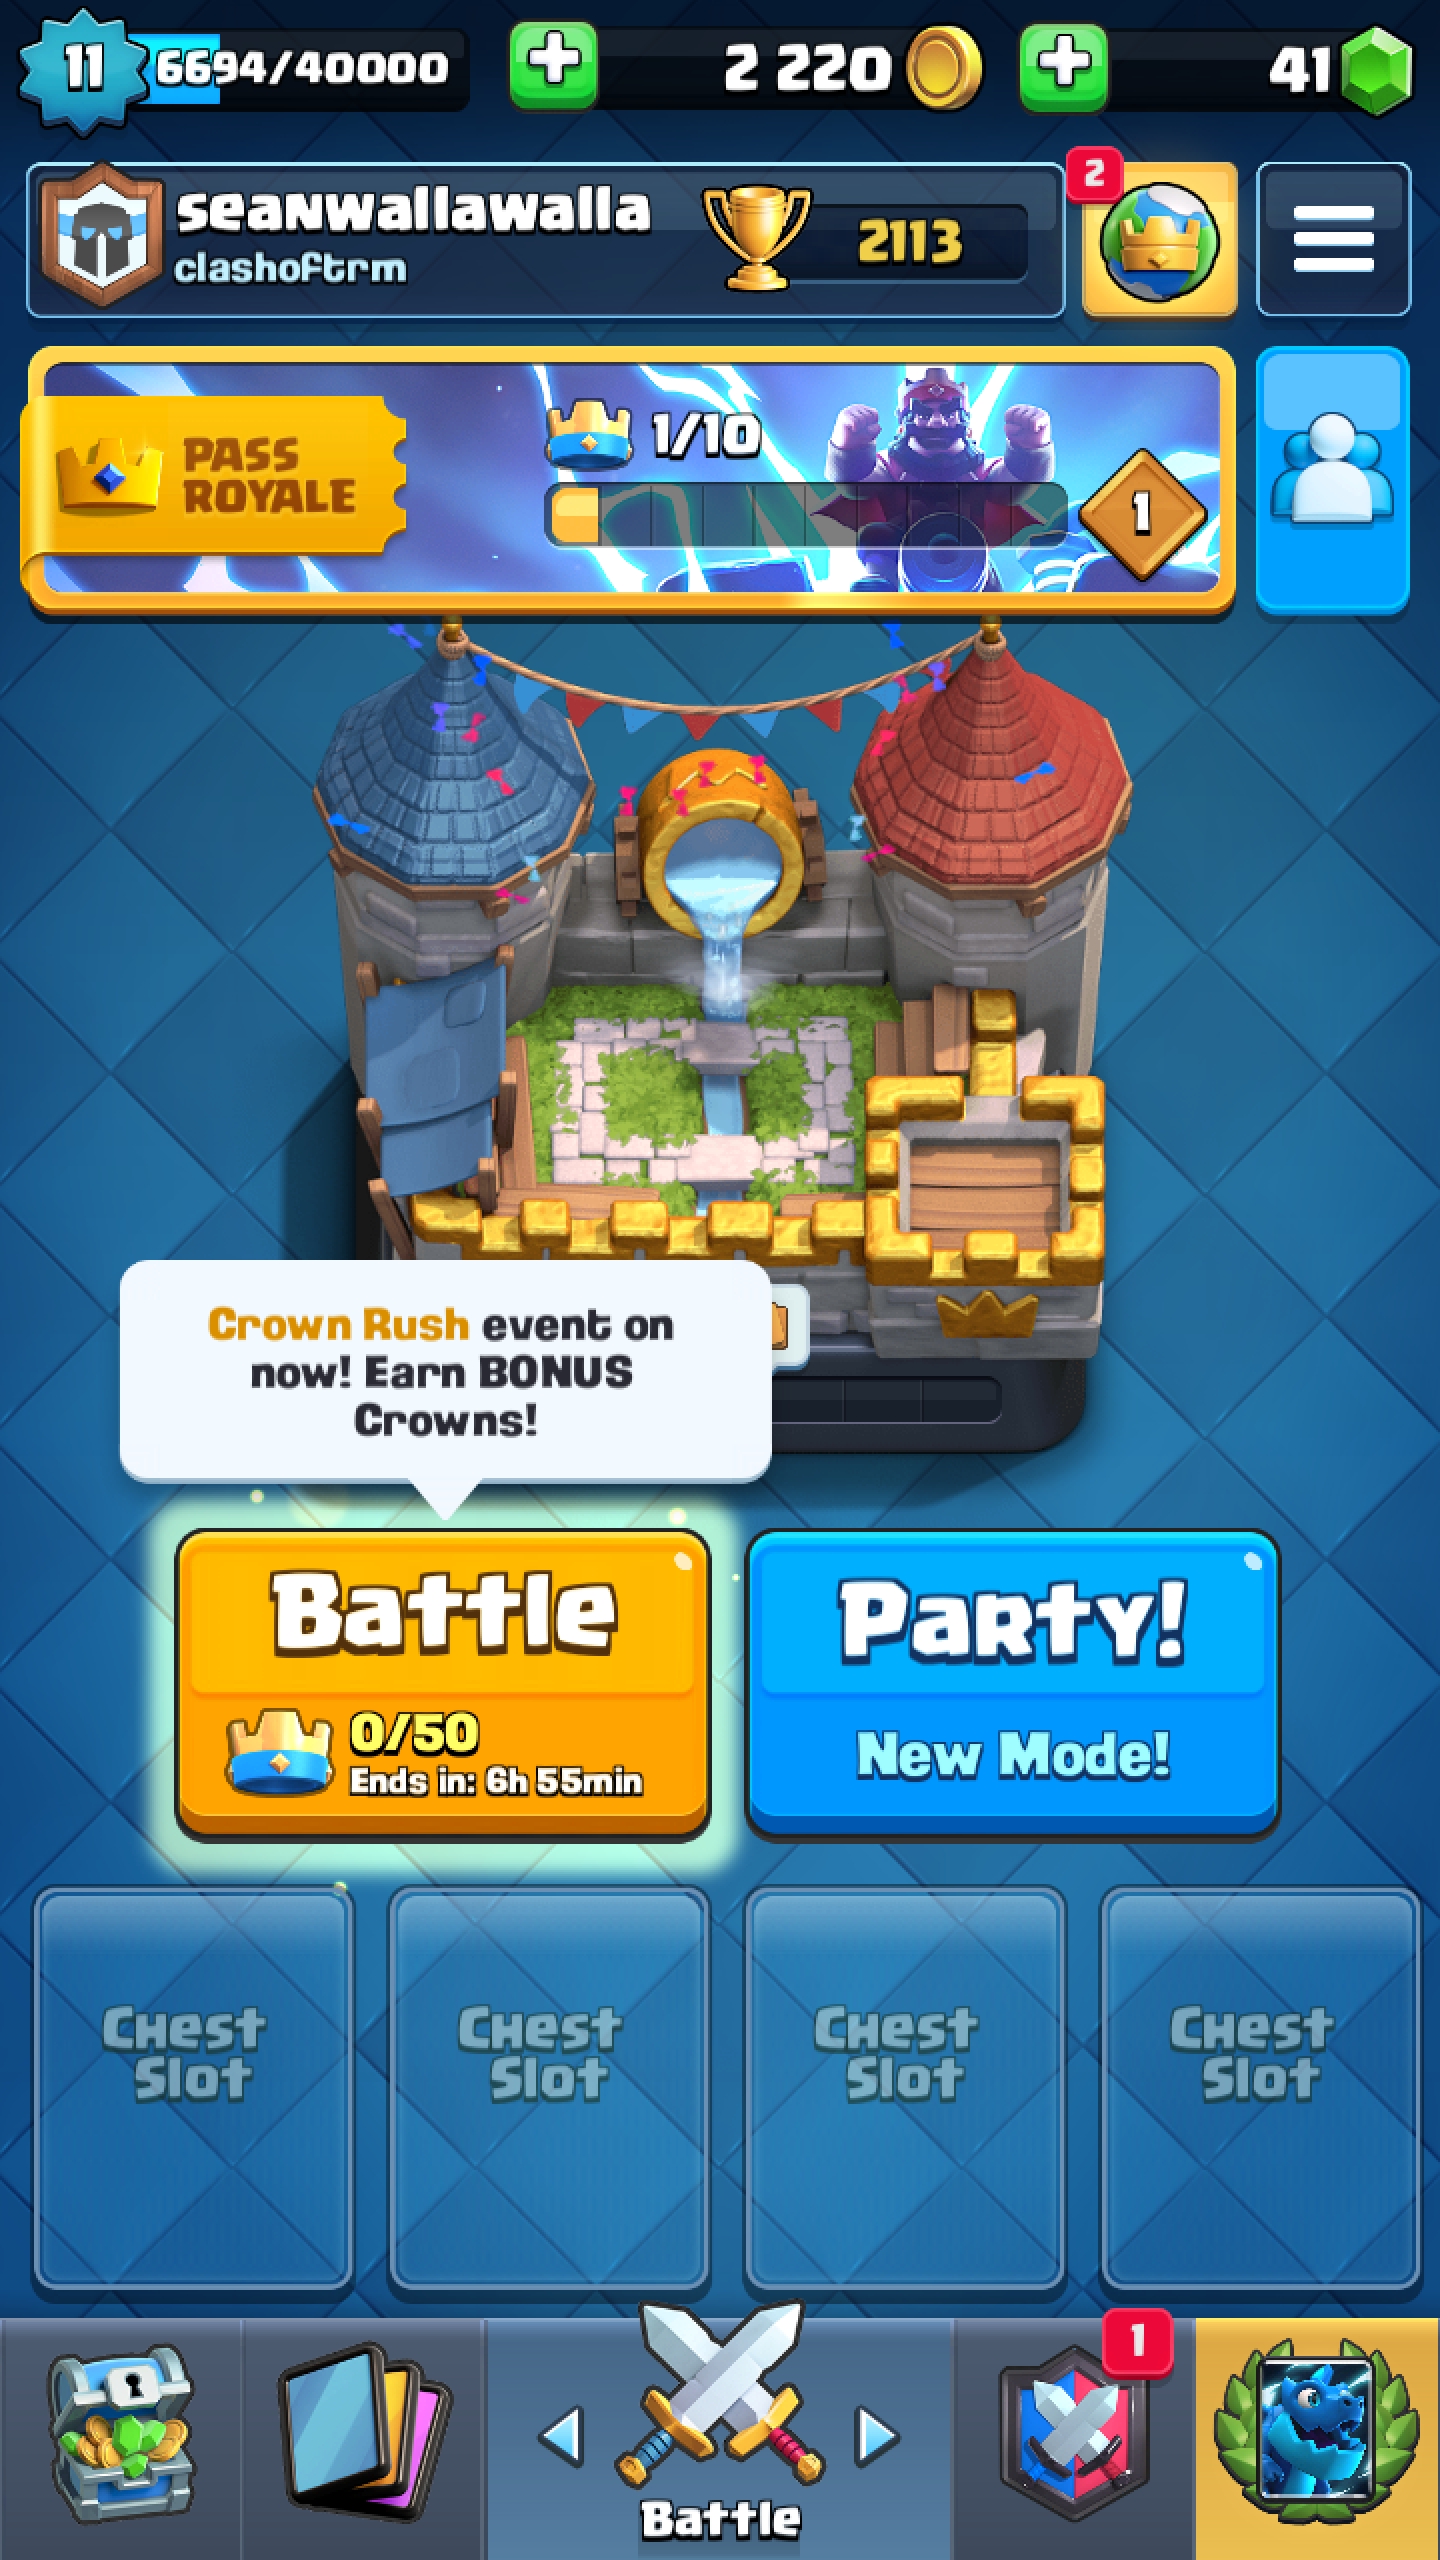 11
6694/40000
2 220
41
seanwallawalla
clashoftrm
2113
2
PASS
ROYALE
1/10
1
Crown Rush event on
now! Earn BONUS
Crowns!
Battle
0/50
Ends in: 6h 55min
Party!
New Mode!
Chest
Slot
Chest
Slot
Chest
Slot
Chest
Slot
Battle
1